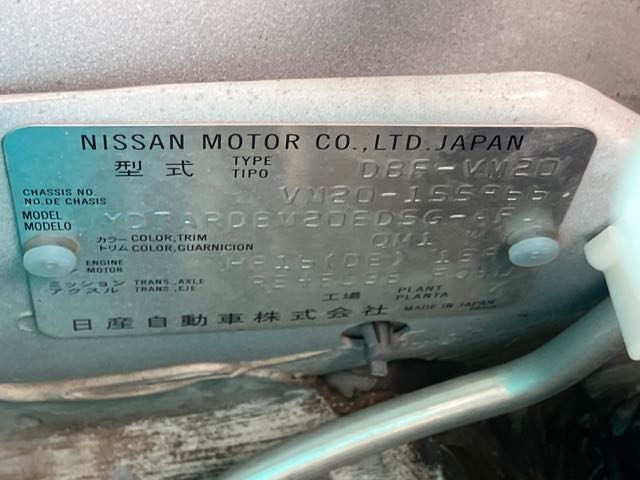 NISSAN MOTOR CO.,LTD.JAPAN
型式 TYPE TIPO DBF-VM20
CHASSIS NO. NO.DE CHASIS VM20-155966
MODEL MODELO
カラー COLOR,TRIM トリム COLOR,GUARNICION QM1
ENGINE MOTOR HR16(DE)
ミッション アクスル TRANS.,AXLE TRANS.,EJE
工場 PLANT PLANTA
日産自動車株式会社 MADE IN JAPAN